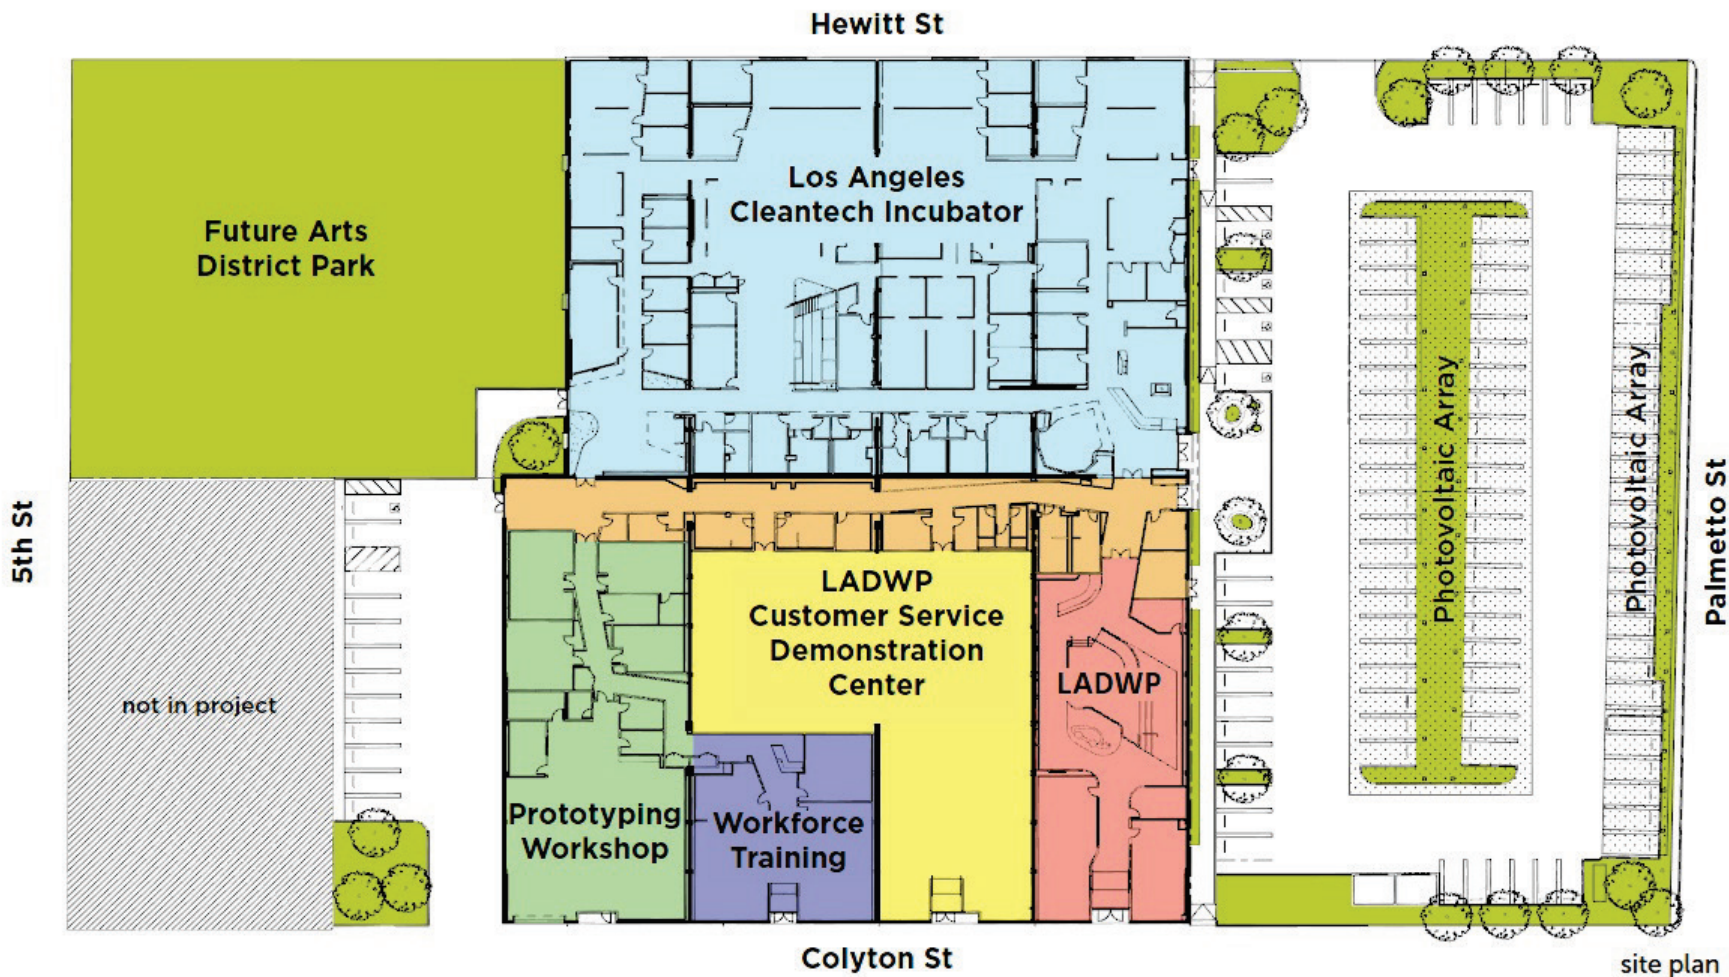 Hewitt St
Los Angeles
Cleantech Incubator
Future Arts
District Park
5th St
not in project
LADWP
Customer Service
Demonstration
Center
LADWP
Prototyping
Workshop
Workforce
Training
Photovoltaic Array
Photovoltaic Array
Palmetto St
Colyton St
site plan